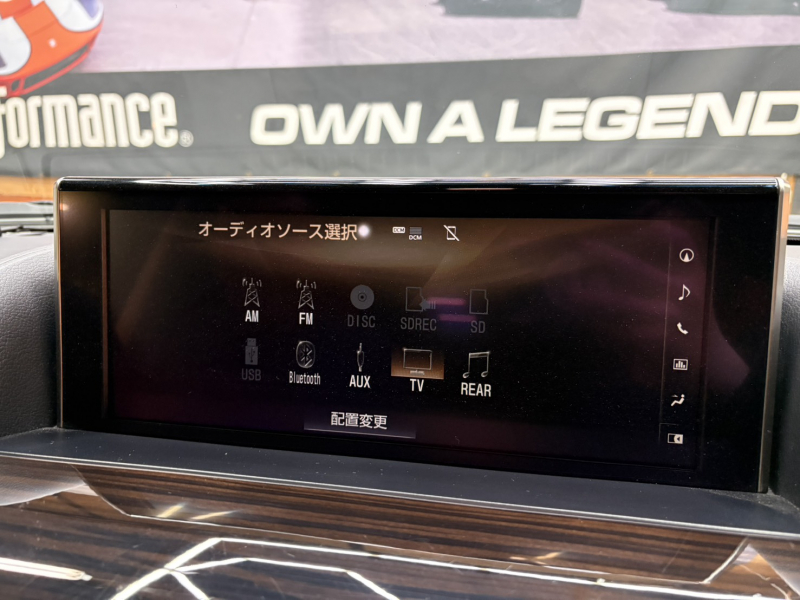 formance®
OWN A LEGEND
オーディオソース選択
DCM
DCM
AM
FM
DISC
SDREC
SD
USB
Bluetooth
AUX
TV
REAR
配置変更